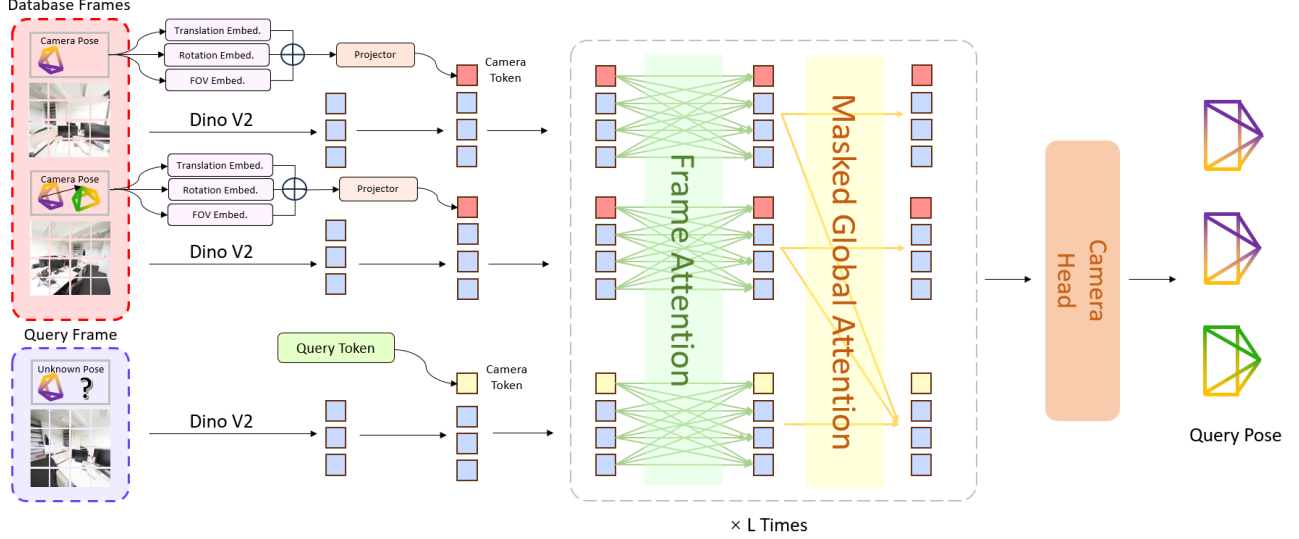 Database Frames
Camera Pose
Translation Embed.
Rotation Embed.
FOV Embed.
Projector
Camera
Token
Dino V2
Camera Pose
Translation Embed.
Rotation Embed.
FOV Embed.
Projector
Dino V2
Query Frame
Unknown Pose
?
Query Token
Camera
Token
Dino V2
Frame Attention
Masked Global Attention
× L Times
Camera
Head
Query Pose